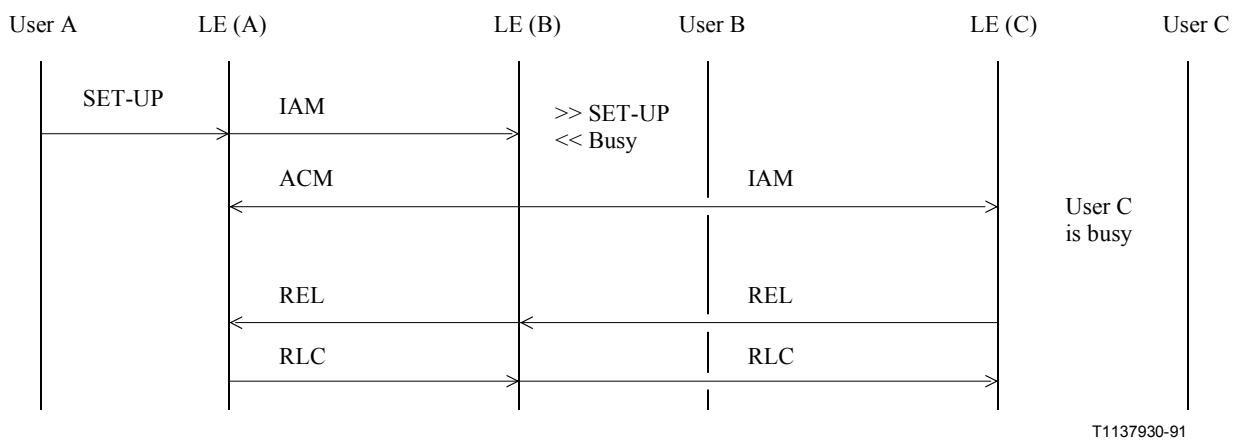 User A LE (A) LE (B) User B LE (C) User C
SET-UP IAM >> SET-UP
<< Busy
ACM IAM
User C
is busy
REL REL
RLC RLC
T1137930-91